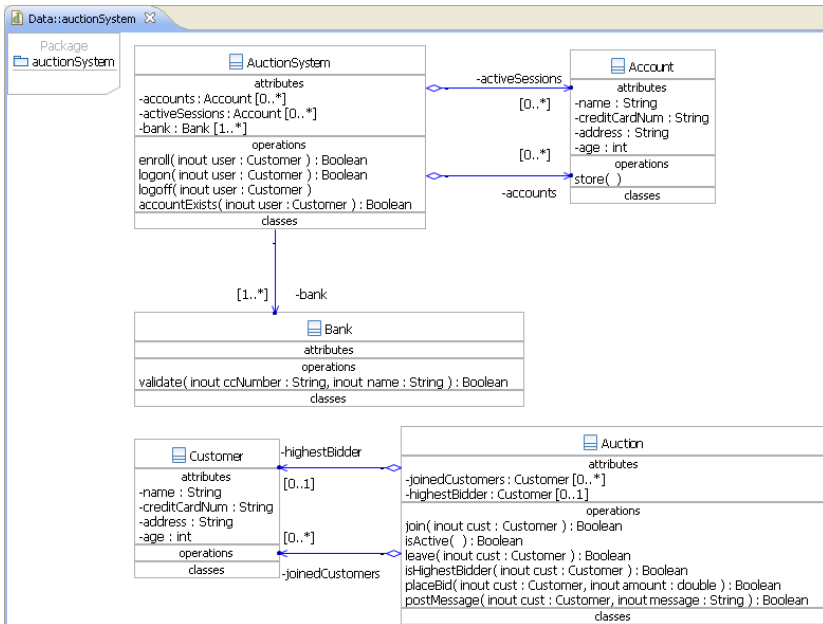 Data::auctionSystem
Package
auctionSystem
AuctionSystem
attributes
-accounts : Account [0..*]
-activeSessions : Account [0..*]
-bank : Bank [1..*]
operations
enroll( inout user : Customer ) : Boolean
logon( inout user : Customer ) : Boolean
logoff( inout user : Customer )
accountExists( inout user : Customer ) : Boolean
classes
-activeSessions
[0..*]
[0..*]
-accounts
Account
attributes
-name : String
-creditCardNum : String
-address : String
-age : int
operations
store( )
classes
[1..*]
-bank
Bank
attributes
operations
validate( inout ccNumber : String, inout name : String ) : Boolean
classes
Customer
attributes
-name : String
-creditCardNum : String
-address : String
-age : int
operations
classes
-highestBidder
[0..1]
[0..*]
-joinedCustomers
Auction
attributes
-joinedCustomers : Customer [0..*]
-highestBidder : Customer [0..1]
operations
join( inout cust : Customer ) : Boolean
isActive( ) : Boolean
leave( inout cust : Customer ) : Boolean
isHighestBidder( inout cust : Customer ) : Boolean
placeBid( inout cust : Customer, inout amount : double ) : Boolean
postMessage( inout cust : Customer, inout message : String ) : Boolean
classes